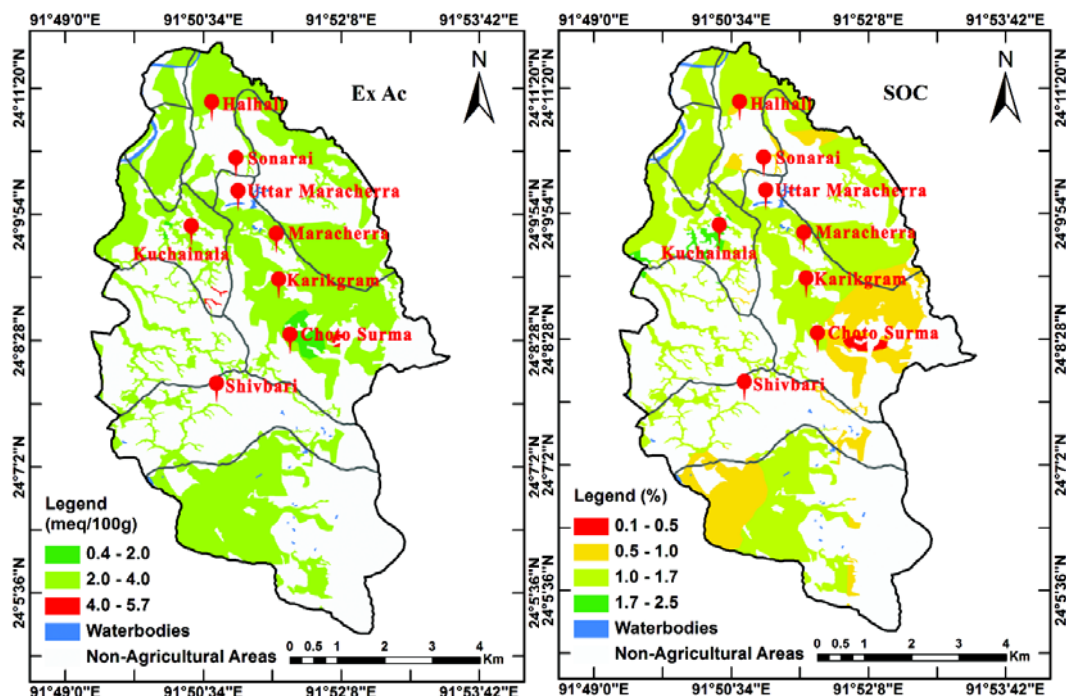 91°49'0"E 91°50'34"E 91°52'8"E 91°53'42"E
24°11'20"N
24°9'54"N
24°8'28"N
24°7'2"N
24°5'36"N
Ex Ac
N
Halhali
Sonarai
Uttar Maracherra
Maracherra
Kuchainala
Karikgram
Choto Surma
Shivbari
Legend
(meq/100g)
0.4 - 2.0
2.0 - 4.0
4.0 - 5.7
Waterbodies
Non-Agricultural Areas
0 0.5 1 2 3 4
Km
24°11'20"N
24°9'54"N
24°8'28"N
24°7'2"N
24°5'36"N
91°49'0"E 91°50'34"E 91°52'8"E 91°53'42"E
91°49'0"E 91°50'34"E 91°52'8"E 91°53'42"E
24°11'20"N
24°9'54"N
24°8'28"N
24°7'2"N
24°5'36"N
SOC
N
Halhali
Sonarai
Uttar Maracherra
Maracherra
Kuchainala
Karikgram
Choto Surma
Shivbari
Legend (%)
0.1 - 0.5
0.5 - 1.0
1.0 - 1.7
1.7 - 2.5
Waterbodies
Non-Agricultural Areas
0 0.5 1 2 3 4
Km
24°11'20"N
24°9'54"N
24°8'28"N
24°7'2"N
24°5'36"N
91°49'0"E 91°50'34"E 91°52'8"E 91°53'42"E